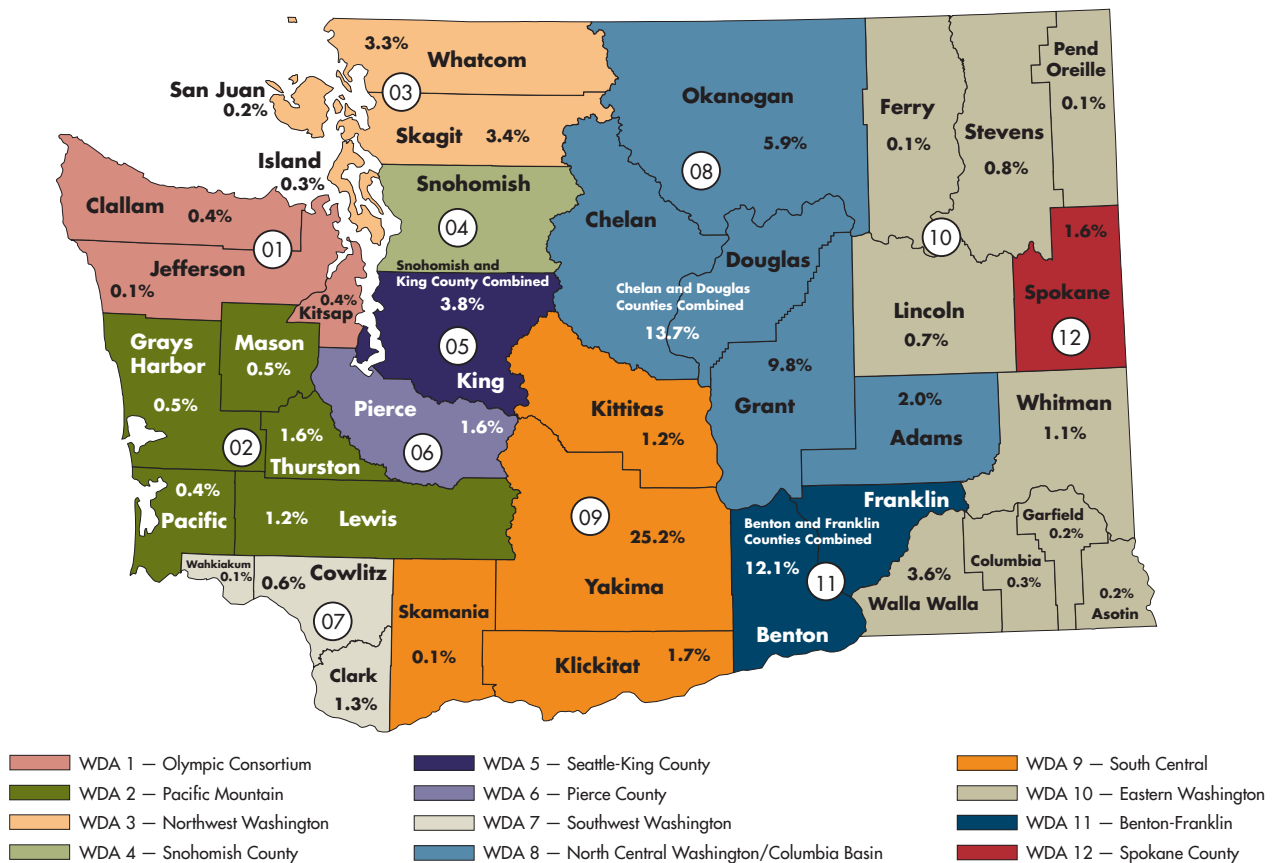 3.3%
Whatcom
03
San Juan
0.2%
Skagit 3.4%
Island
0.3%
Okanogan
5.9%
08
Ferry
0.1%
Stevens
0.8%
Pend
Oreille
0.1%
Clallam 0.4%
01
Jefferson
0.1%
0.4%
Kitsap
Snohomish
04
Snohomish and
King County Combined
3.8%
05
King
Chelan
Douglas
Chelan and Douglas
Counties Combined
13.7%
10
Lincoln
0.7%
1.6%
Spokane
12
Grays
Harbor
0.5%
Mason
0.5%
02
1.6%
Thurston
Pierce
1.6%
06
Kittitas
1.2%
9.8%
Grant
2.0%
Adams
Whitman
1.1%
0.4%
Pacific
1.2% Lewis
09
25.2%
Yakima
Franklin
Benton and Franklin
Counties Combined
12.1%
11
Benton
Garfield
0.2%
Columbia
0.3%
3.6%
Walla Walla
0.2%
Asotin
Wahkiakum
0.1%
0.6% Cowlitz
07
Clark
1.3%
Skamania
0.1%
Klickitat 1.7%
WDA 1 — Olympic Consortium
WDA 2 — Pacific Mountain
WDA 3 — Northwest Washington
WDA 4 — Snohomish County
WDA 5 — Seattle-King County
WDA 6 — Pierce County
WDA 7 — Southwest Washington
WDA 8 — North Central Washington/Columbia Basin
WDA 9 — South Central
WDA 10 — Eastern Washington
WDA 11 — Benton-Franklin
WDA 12 — Spokane County